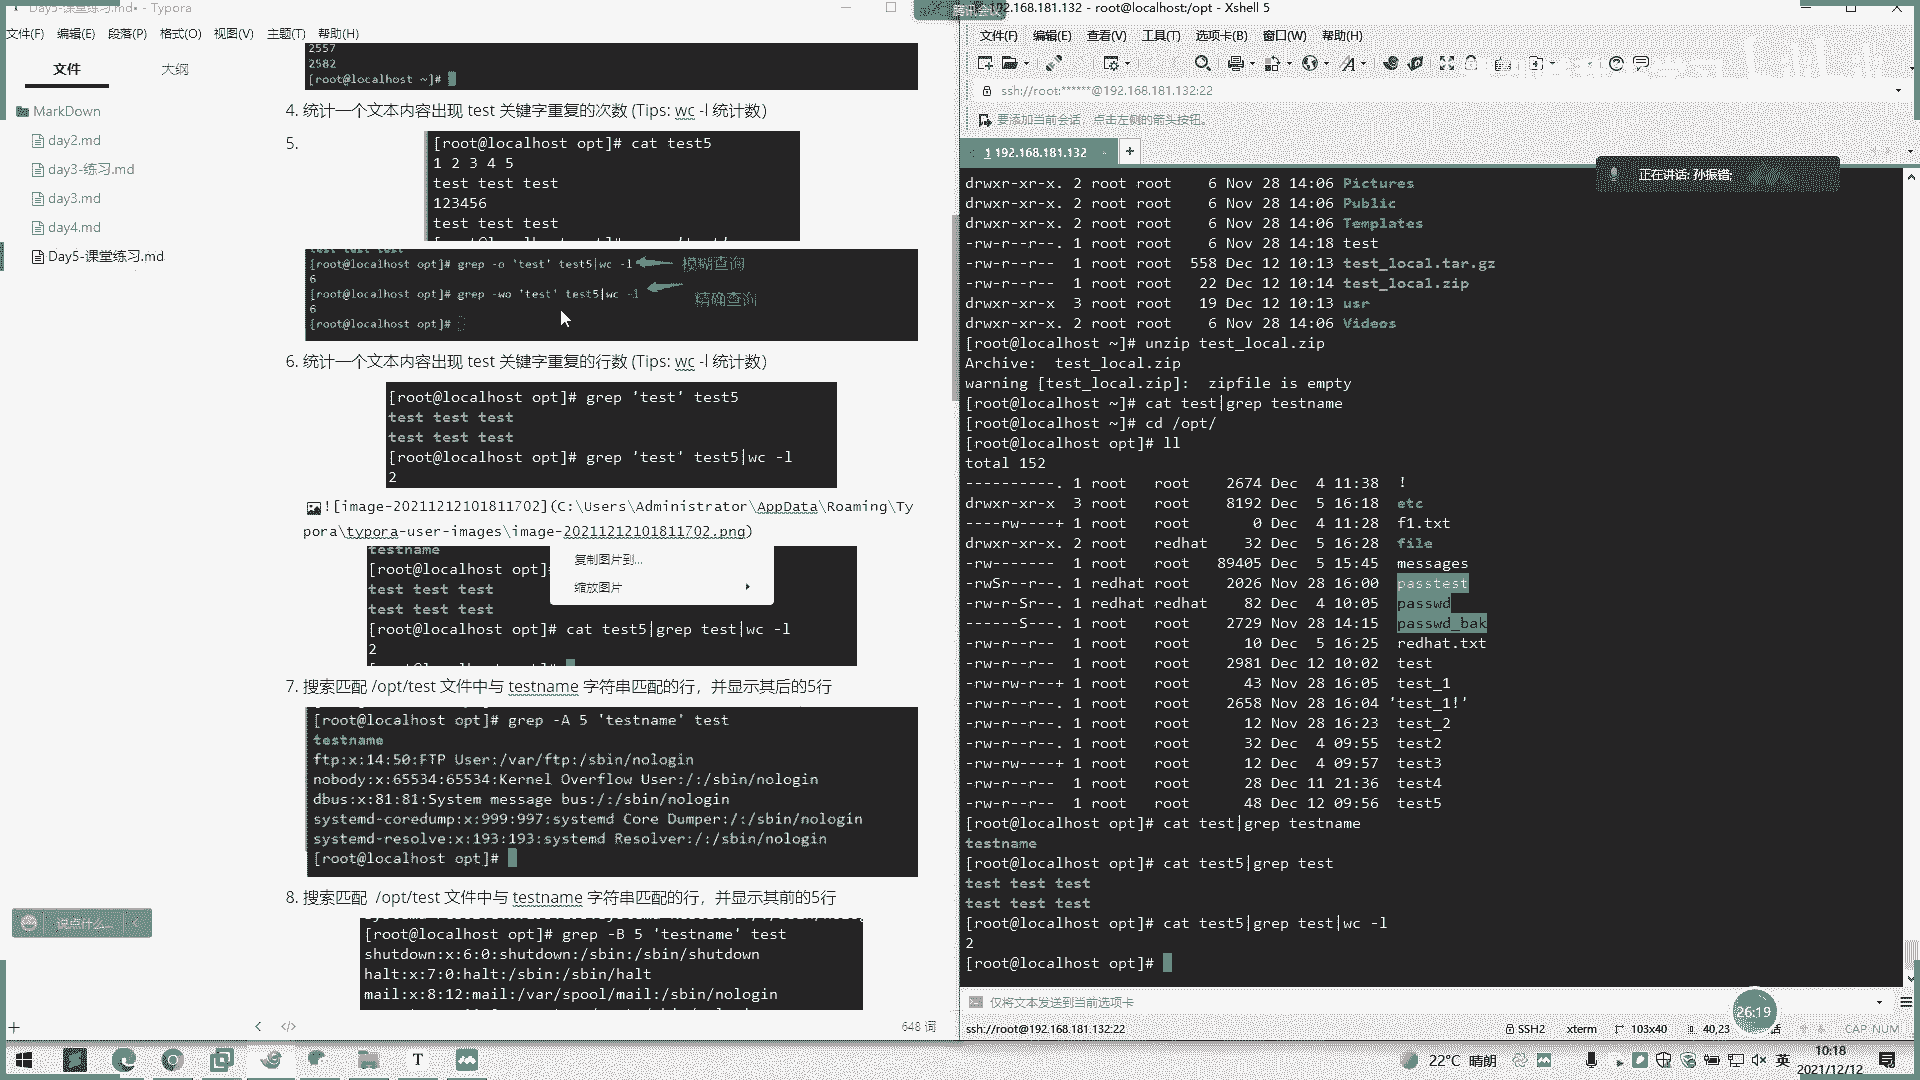 Day5-课堂练习.md• - Typora
文件(F) 编辑(E) 段落(P) 格式(O) 视图(V) 主题(T) 帮助(H)
文件
大纲
MarkDown
day2.md
day3-练习.md
day3.md
day4.md
Day5-课堂练习.md
说点什么...
2557
2582
[root@localhost ~]#
4. 统计一个文本内容出现 test 关键字重复的次数 (Tips: wc -l 统计数)
5.
[root@localhost opt]# cat test5
1 2 3 4 5
test test test
123456
test test test
[root@localhost opt]# grep -o 'test' test5|wc -l
模糊查询
6
[root@localhost opt]# grep -wo 'test' test5|wc -l
精确查询
6
[root@localhost opt]#
6. 统计一个文本内容出现 test 关键字重复的行数 (Tips: wc -l 统计数)
[root@localhost opt]# grep 'test' test5
test test test
test test test
[root@localhost opt]# grep 'test' test5|wc -l
2
![image-20211212101811702](C:\Users\Administrator\AppData\Roaming\Ty
pora\typora-user-images\image-20211212101811702.png)
testname
[root@localhost opt]
复制图片到...
缩放图片
test test test
test test test
[root@localhost opt]# cat test5|grep test|wc -l
2
7. 搜索匹配 /opt/test 文件中与 testname 字符串匹配的行，并显示其后的5行
[root@localhost opt]# grep -A 5 'testname' test
testname
ftp:x:14:50:FTP User:/var/ftp:/sbin/nologin
nobody:x:65534:65534:Kernel Overflow User:/:/sbin/nologin
dbus:x:81:81:System message bus:/:/sbin/nologin
systemd-coredump:x:999:997:systemd Core Dumper:/:/sbin/nologin
systemd-resolve:x:193:193:systemd Resolver:/:/sbin/nologin
[root@localhost opt]#
8. 搜索匹配 /opt/test 文件中与 testname 字符串匹配的行，并显示其前的5行
[root@localhost opt]# grep -B 5 'testname' test
shutdown:x:6:0:shutdown:/sbin:/sbin/shutdown
halt:x:7:0:halt:/sbin:/sbin/halt
mail:x:8:12:mail:/var/spool/mail:/sbin/nologin
648 词
腾讯会议
192.168.181.132 - root@localhost:/opt - Xshell 5
文件(F) 编辑(E) 查看(V) 工具(T) 选项卡(B) 窗口(W) 帮助(H)
ssh://root:******@192.168.181.132:22
要添加当前会话，点击左侧的箭头按钮。
1 192.168.181.132
正在讲话: 孙振锴;
drwxr-xr-x. 2 root root 6 Nov 28 14:06 Pictures
drwxr-xr-x. 2 root root 6 Nov 28 14:06 Public
drwxr-xr-x. 2 root root 6 Nov 28 14:06 Templates
-rw-r--r--. 1 root root 6 Nov 28 14:18 test
-rw-r--r-- 1 root root 558 Dec 12 10:13 test_local.tar.gz
-rw-r--r-- 1 root root 22 Dec 12 10:14 test_local.zip
drwxr-xr-x 3 root root 19 Dec 12 10:13 usr
drwxr-xr-x. 2 root root 6 Nov 28 14:06 Videos
[root@localhost ~]# unzip test_local.zip
Archive: test_local.zip
warning [test_local.zip]: zipfile is empty
[root@localhost ~]# cat test|grep testname
[root@localhost ~]# cd /opt/
[root@localhost opt]# ll
total 152
----------. 1 root root 2674 Dec 4 11:38 !
drwxr-xr-x 3 root root 8192 Dec 5 16:18 etc
----rw----+ 1 root root 0 Dec 4 11:28 f1.txt
drwxr-xr-x. 2 root redhat 32 Dec 5 16:28 file
-rw------- 1 root root 89405 Dec 5 15:45 messages
-rwSr--r--. 1 redhat root 2026 Nov 28 16:00 passtest
-rw-r-Sr--. 1 redhat redhat 82 Dec 4 10:05 passwd
------S---. 1 root root 2729 Nov 28 14:15 passwd_bak
-rw-r--r-- 1 root root 10 Dec 5 16:25 redhat.txt
-rw-r--r-- 1 root root 2981 Dec 12 10:02 test
-rw-rw-r--+ 1 root root 43 Nov 28 16:05 test_1
-rw-r--r--. 1 root root 2658 Nov 28 16:04 'test_1!'
-rw-r--r--. 1 root root 12 Nov 28 16:23 test_2
-rw-r--r--. 1 root root 32 Dec 4 09:55 test2
-rw-rw----+ 1 root root 12 Dec 4 09:57 test3
-rw-r--r-- 1 root root 28 Dec 11 21:36 test4
-rw-r--r-- 1 root root 48 Dec 12 09:56 test5
[root@localhost opt]# cat test|grep testname
testname
[root@localhost opt]# cat test5|grep test
test test test
test test test
[root@localhost opt]# cat test5|grep test|wc -l
2
[root@localhost opt]#
仅将文本发送到当前选项卡
26:19
ssh://root@192.168.181.132:22
SSH2 xterm 103x40 40,23 CAP NUM
22°C 晴朗
英
10:18
2021/12/12